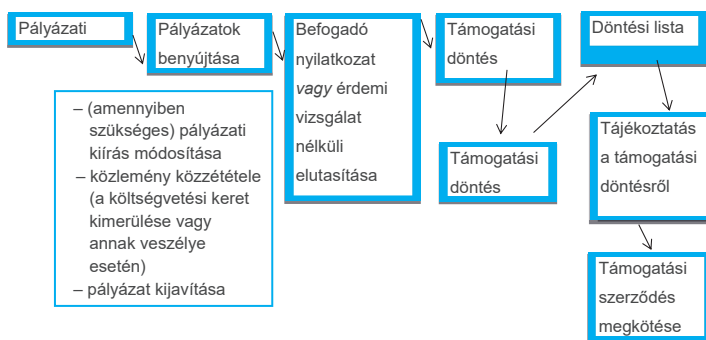 Pályázati
Pályázatok
benyújtása
Befogadó
nyilatkozat
vagy érdemi
vizsgálat
nélküli
elutasítása
Támogatási
döntés
Támogatási
döntés
Döntési lista
Tájékoztatás
a támogatási
döntésről
Támogatási
szerződés
megkötése
– (amennyiben
szükséges) pályázati
kiírás módosítása
– közlemény közzététele
(a költségvetési keret
kimerülése vagy
annak veszélye
esetén)
– pályázat kijavítása